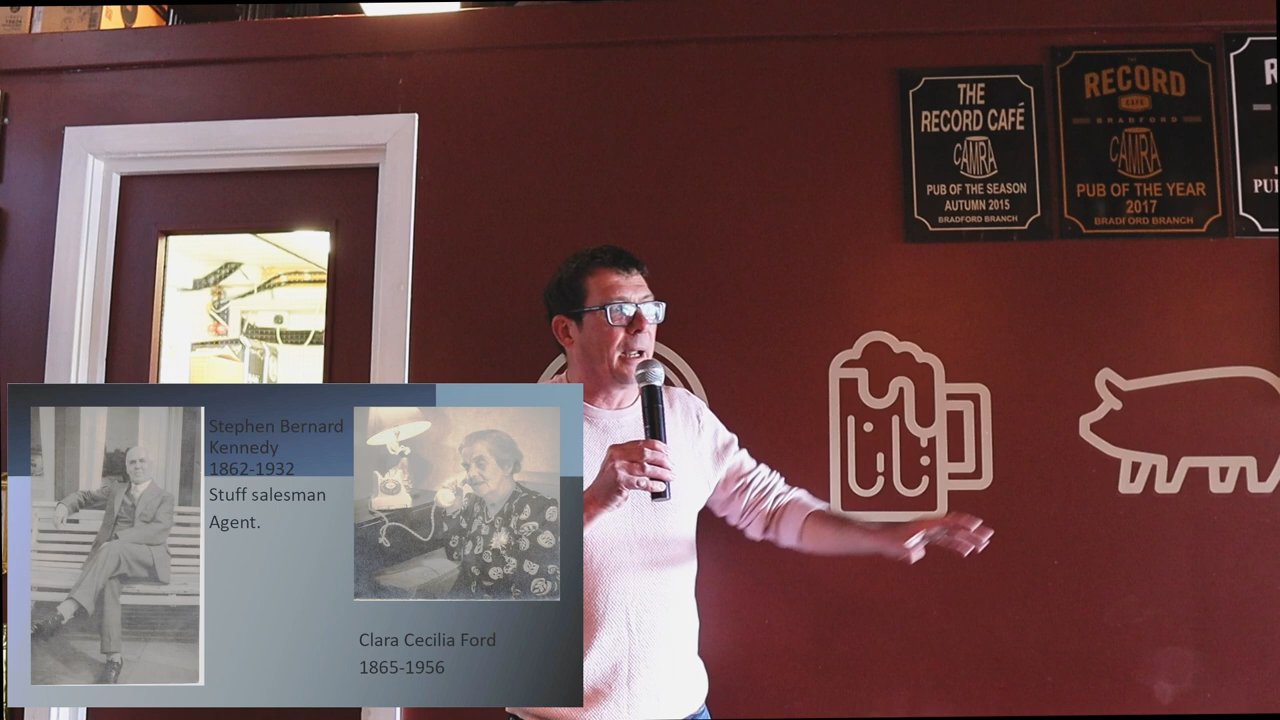 THE
RECORD CAFÉ
CAMRA
PUB OF THE SEASON
AUTUMN 2015
BRADFORD BRANCH
THE
RECORD
CAFÉ
BRADFORD
CAMRA
PUB OF THE YEAR
2017
BRADFORD BRANCH
Stephen Bernard
Kennedy
1862-1932
Stuff salesman
Agent.
Clara Cecilia Ford
1865-1956